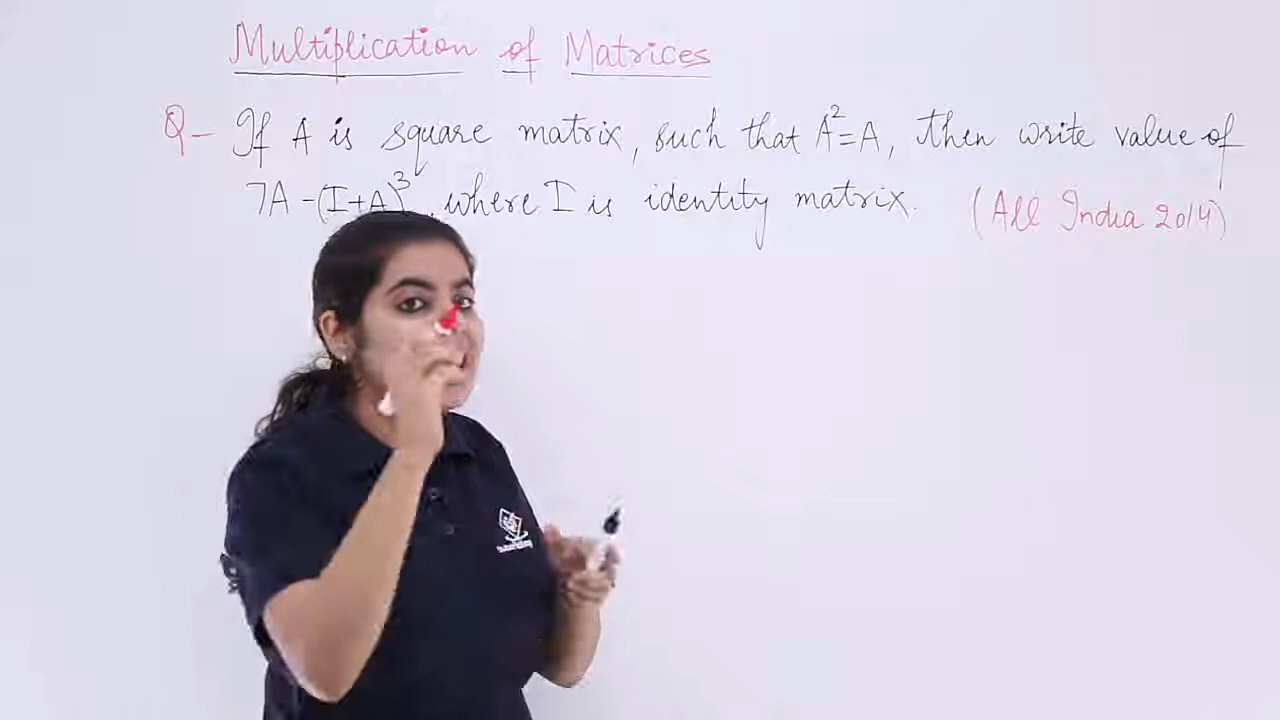 Multiplication of Matrices
Q- If A is square matrix, such that A²=A, then write value of
7A-(I+A)³, where I is identity matrix. (All India 2014)